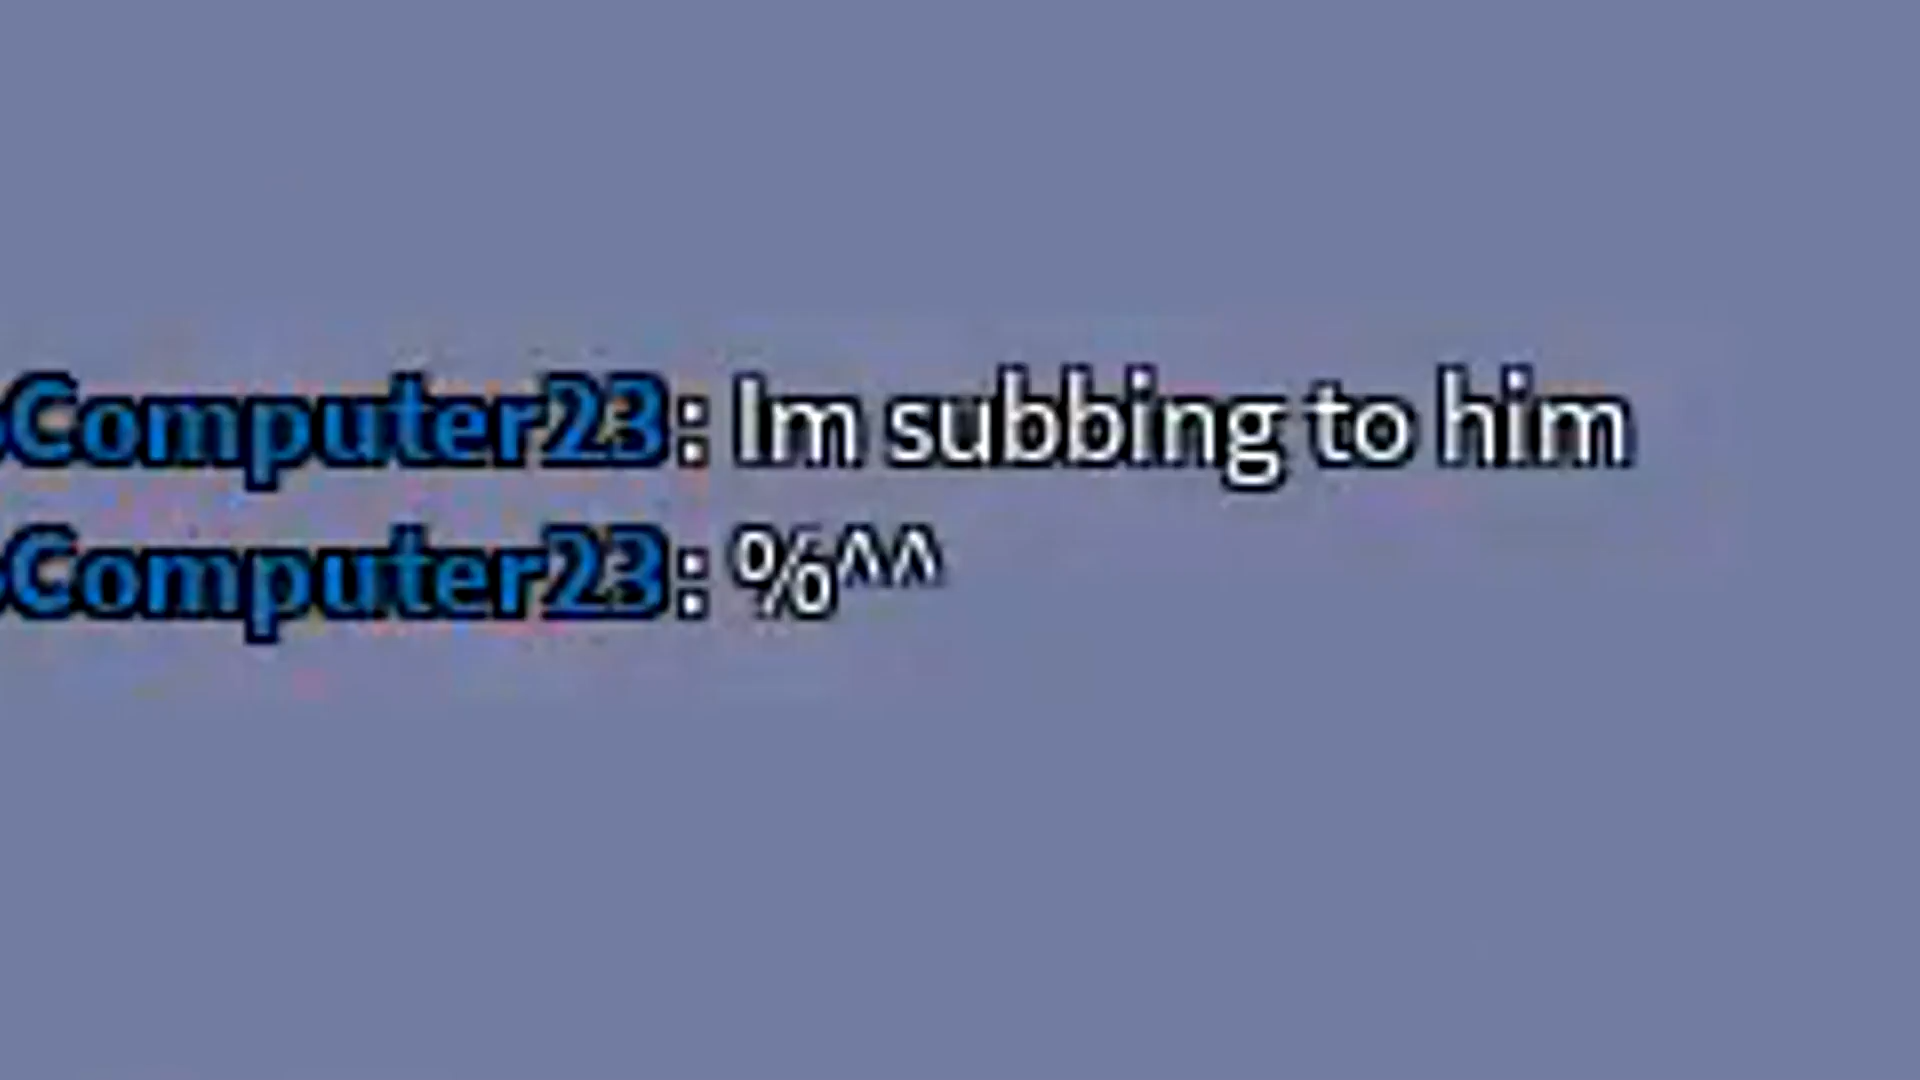 Computer23: Im subbing to him
Computer23: %^^